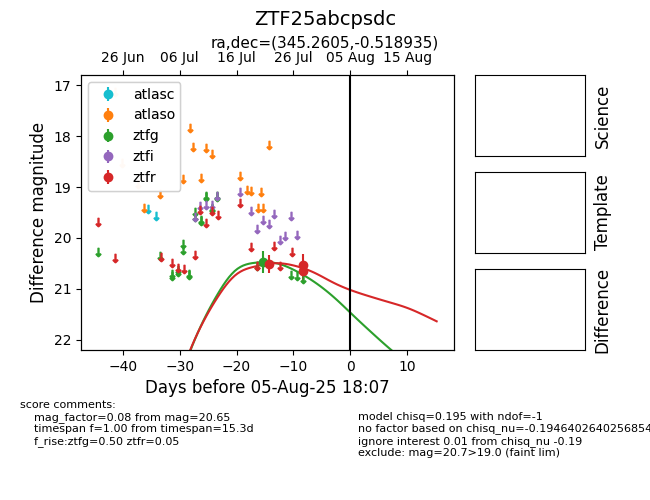 ZTF25abcpsdc
ra,dec=(345.2605,-0.518935)
26 Jun 06 Jul 16 Jul 26 Jul 05 Aug 15 Aug
17
18
19
20
21
22
Difference magnitude
atlasc
atlaso
ztfg
ztfi
ztfr
−40 −30 −20 −10 0 10
Days before 05-Aug-25 18:07
Science
Template
Difference
score comments:
mag_factor=0.08 from mag=20.65
timespan f=1.00 from timespan=15.3d
f_rise:ztfg=0.50 ztfr=0.05
model chisq=0.195 with ndof=-1
no factor based on chisq_nu=-0.1946402640256854
ignore interest 0.01 from chisq_nu -0.19
exclude: mag=20.7>19.0 (faint lim)